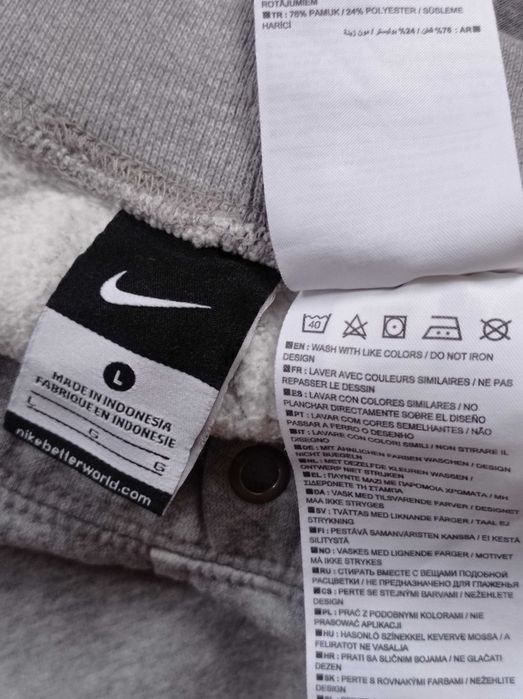 ROTĀJUMIEM
TR : 76% PAMUK / 24% POLYESTER / SÜSLEME
HARİCİ
L
MADE IN INDONESIA
FABRIQUÉ EN INDONÉSIE
L G G
nikebetterworld.com
40
EN : WASH WITH LIKE COLORS / DO NOT IRON
DESIGN
FR : LAVER AVEC COULEURS SIMILAIRES / NE PAS
REPASSER LE DESSIN
ES : LAVAR CON COLORES SIMILARES / NO
PLANCHAR DIRECTAMENTE SOBRE EL DISEÑO
PT : LAVAR COM CORES SEMELHANTES / NÃO
PASSAR A FERRO O DESENHO
IT : LAVARE CON COLORI SIMILI / NON STIRARE IL
DISEGNO
DE : MIT ÄHNLICHEN FARBEN WASCHEN / DESIGN
NICHT BÜGELN
NL : MET DEZELFDE KLEUREN WASSEN /
ONTWERP NIET STRIJKEN
EL : ΠΛΥΝΤΕ ΜΑΖΙ ΜΕ ΠΑΡΟΜΟΙΑ ΧΡΩΜΑΤΑ / ΜΗ
ΣΙΔΕΡΩΝΕΤΕ ΤΗ ΣΤΑΜΠΑ
DA : VASK MED TILSVARENDE FARVER / DESIGNET
MÅ IKKE STRYGES
SV : TVÄTTAS MED LIKNANDE FÄRGER / TAAL EJ
STRYKNING
FI : PESTÄVÄ SAMANVÄRISTEN KANSSA / EI KESTÄ
SILITYSTÄ
NO : VASKES MED LIGNENDE FARGER / MOTIVET
MÅ IKKE STRYKES
RU : СТИРАТЬ ВМЕСТЕ С ВЕЩАМИ ПОДОБНОЙ
РАСЦВЕТКИ / НЕ ПРЕДНАЗНАЧЕНО ДЛЯ ГЛАЖЕНЬЯ
CS : PERTE SE STEJNÝMI BARVAMI / NEŽEHLETE
DESIGN
PL : PRAĆ Z PODOBNYMI KOLORAMI / NIE
PRASOWAĆ APLIKACJI
HU : HASONLÓ SZÍNEKKEL KEVERVE MOSSA / A
FELIRATOT NE VASALJA
HR : PRATI SA SLIČNIM BOJAMA / NE GLAČATI
DEZEN
SK : PERTE S ROVNAKÝMI FARBAMI / NEŽEHLITE
DESIGN